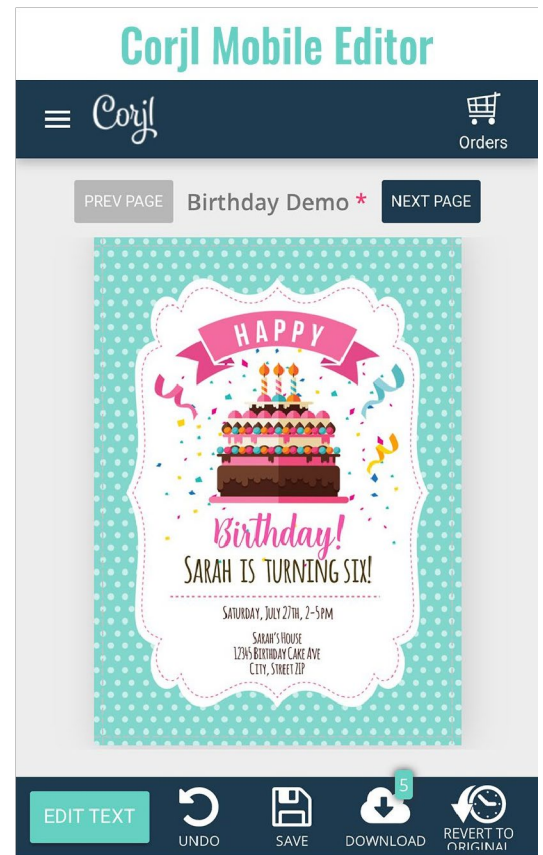 Corjl Mobile Editor
Corjl
Orders
PREV PAGE
Birthday Demo *
NEXT PAGE
HAPPY
Birthday!
SARAH IS TURNING SIX!
SATURDAY, JULY 27TH, 2-5PM
SARAH'S HOUSE
12345 BIRTHDAY CAKE AVE
CITY, STREET ZIP
5
EDIT TEXT
UNDO
SAVE
DOWNLOAD
REVERT TO
ORIGINAL